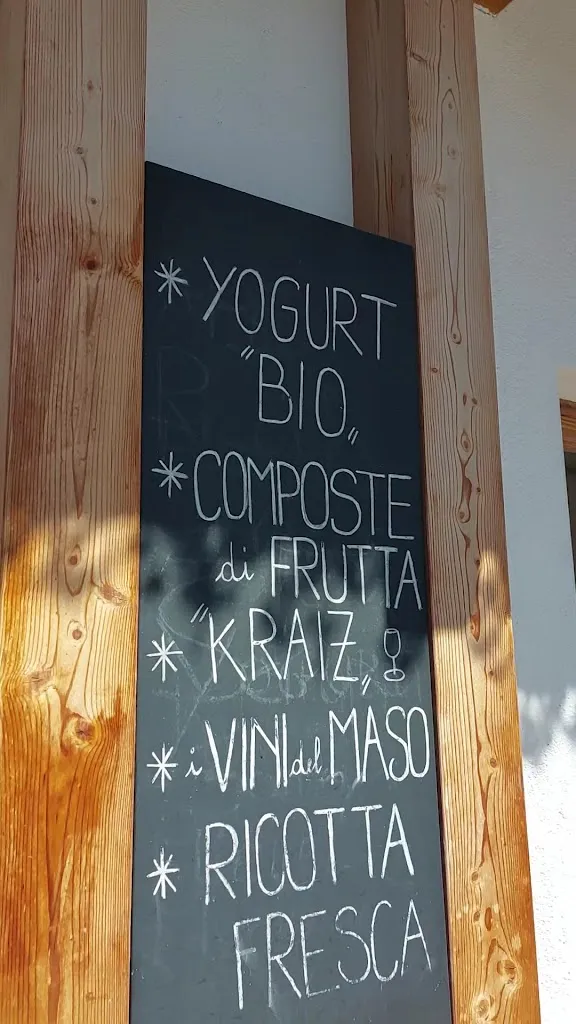 * YOGURT
"BIO"
* COMPOSTE
di FRUTTA
* "KRAIZ"
* i VINI del MASO
* RICOTTA
FRESCA